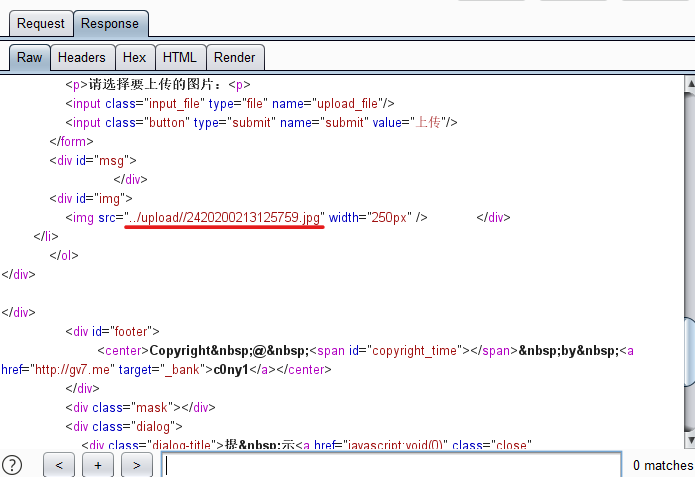 Request Response
Raw Headers Hex HTML Render
<p>请选择要上传的图片：<p>
<input class="input_file" type="file" name="upload_file"/>
<input class="button" type="submit" name="submit" value="上传"/>
</form>
<div id="msg">
</div>
<div id="img">
<img src="../upload//2420200213125759.jpg" width="250px" /> </div>
</li>
</ol>
</div>
</div>
<div id="footer">
<center>Copyright&nbsp;@&nbsp;<span id="copyright_time"></span>&nbsp;by&nbsp;<a
href="http://gv7.me" target="_bank">c0ny1</a></center>
</div>
<div class="mask"></div>
<div class="dialog">
<div class="dialog-title">提&nbsp;示<a href="javascript:void(0)" class="close"
? < + > 0 matches